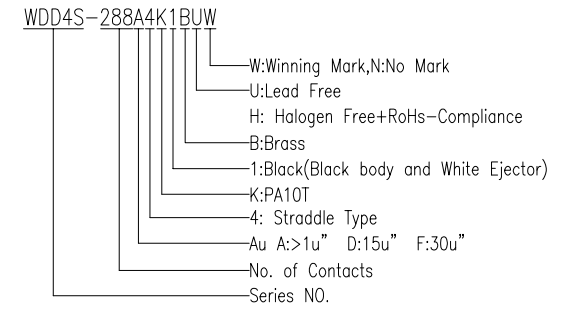 WDD4S-288A4K1BUW
W:Winning Mark,N:No Mark
U:Lead Free
H: Halogen Free+RoHs-Compliance
B:Brass
1:Black(Black body and White Ejector)
K:PA10T
4: Straddle Type
Au A:>1u" D:15u" F:30u"
No. of Contacts
Series NO.